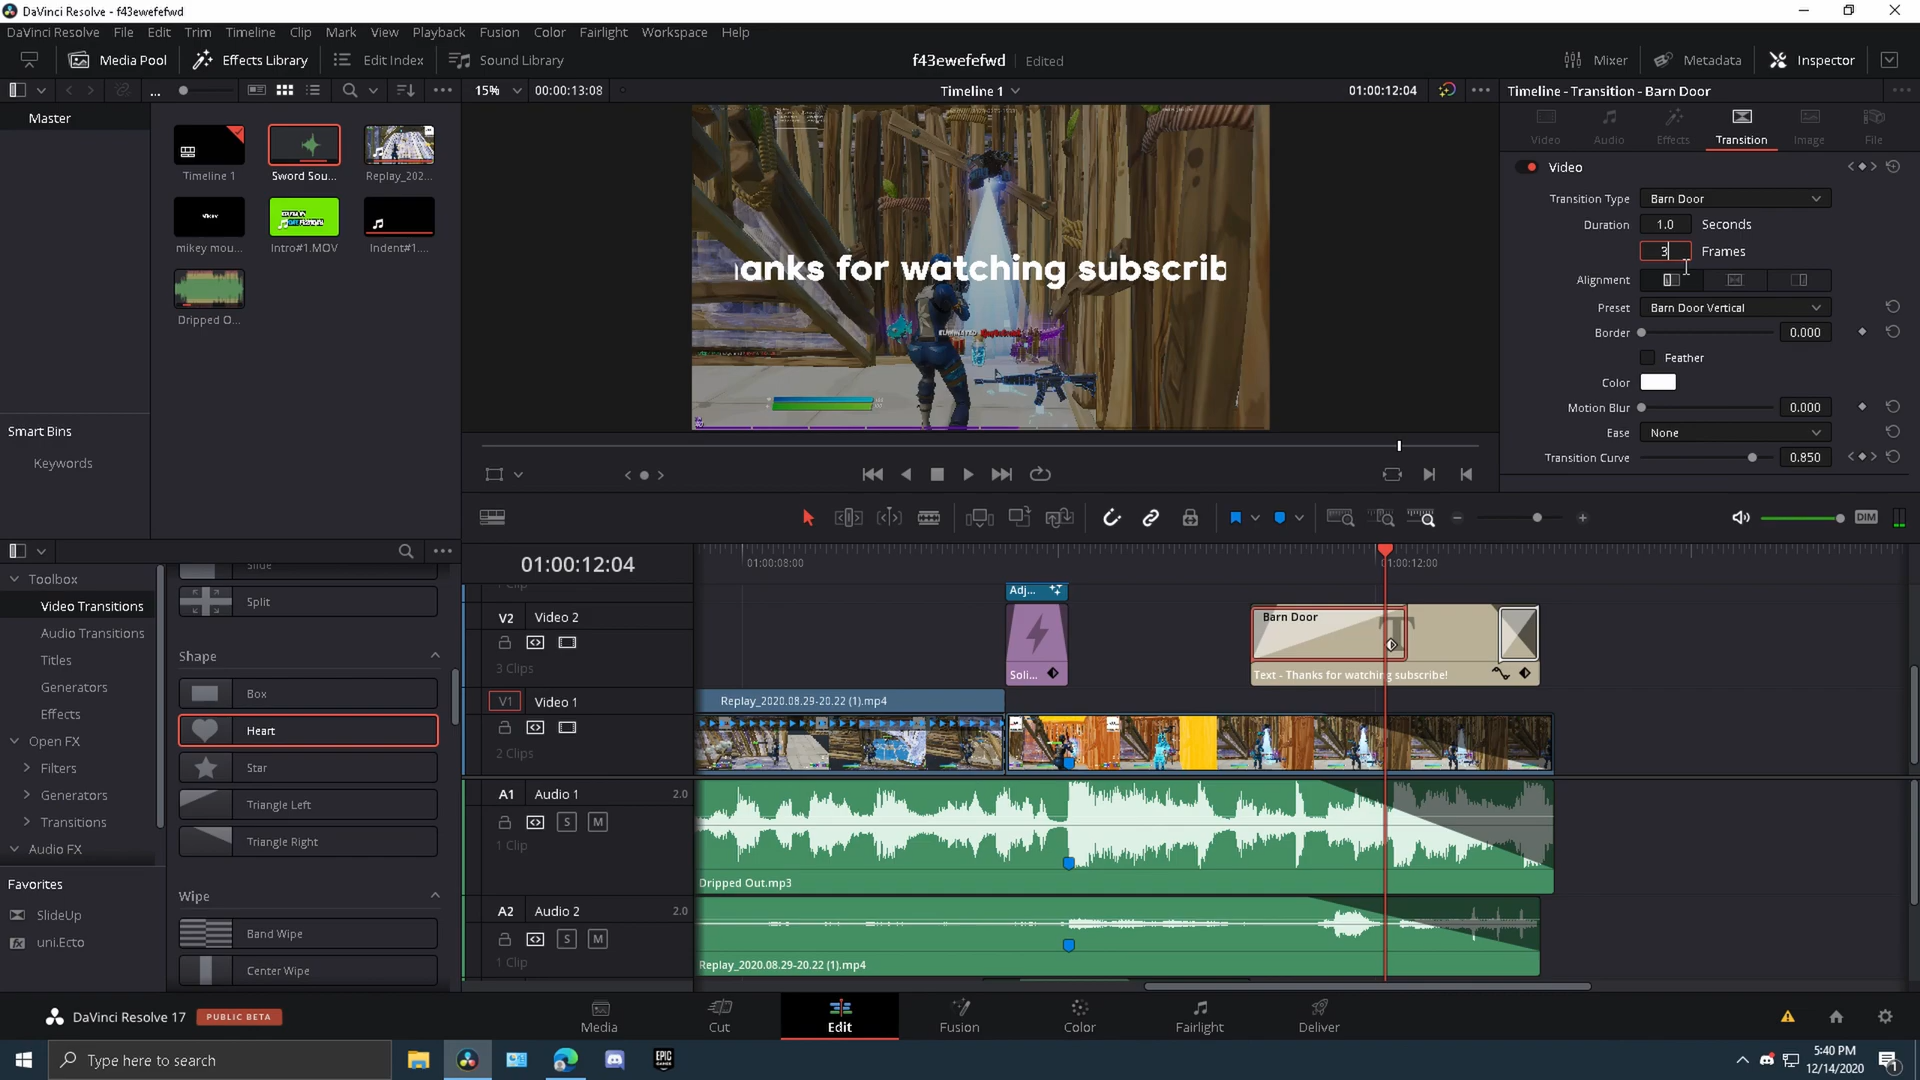 DaVinci Resolve - f43ewefefwd
DaVinci Resolve File Edit Trim Timeline Clip Mark View Playback Fusion Color Fairlight Workspace Help
Media Pool Effects Library Edit Index Sound Library f43ewefefwd Edited Mixer Metadata Inspector
... 15% 00:00:13:08 Timeline 1 01:00:12:04 Timeline - Transition - Barn Door
Master
Timeline 1 Sword Sou... Replay_202...
mikey mou... Intro#1.MOV Indent#1....
Dripped O...
Smart Bins
Keywords
anks for watching subscrib
ELIMINATED
Video Audio Effects Transition Image File
Video
Transition Type Barn Door
Duration 1.0 Seconds
3 Frames
Alignment
Preset Barn Door Vertical
Border 0.000
Feather
Color
Motion Blur 0.000
Ease None
Transition Curve 0.850
DIM
Toolbox
Video Transitions
Audio Transitions
Titles
Generators
Effects
Open FX
Filters
Generators
Transitions
Audio FX
Favorites
SlideUp
uni.Ecto
Slide
Split
Shape
Box
Heart
Star
Triangle Left
Triangle Right
Wipe
Band Wipe
Center Wipe
01:00:12:04 01:00:08:00 01:00:12:00
Adj...
V2 Video 2
3 Clips
Soli...
Barn Door
Text - Thanks for watching subscribe!
V1 Video 1
2 Clips
Replay_2020.08.29-20.22 (1).mp4
A1 Audio 1 2.0
S M
1 Clip
Dripped Out.mp3
A2 Audio 2 2.0
S M
1 Clip
Replay_2020.08.29-20.22 (1).mp4
DaVinci Resolve 17 PUBLIC BETA
Media Cut Edit Fusion Color Fairlight Deliver
Type here to search
EPIC GAMES
5:40 PM
12/14/2020
1